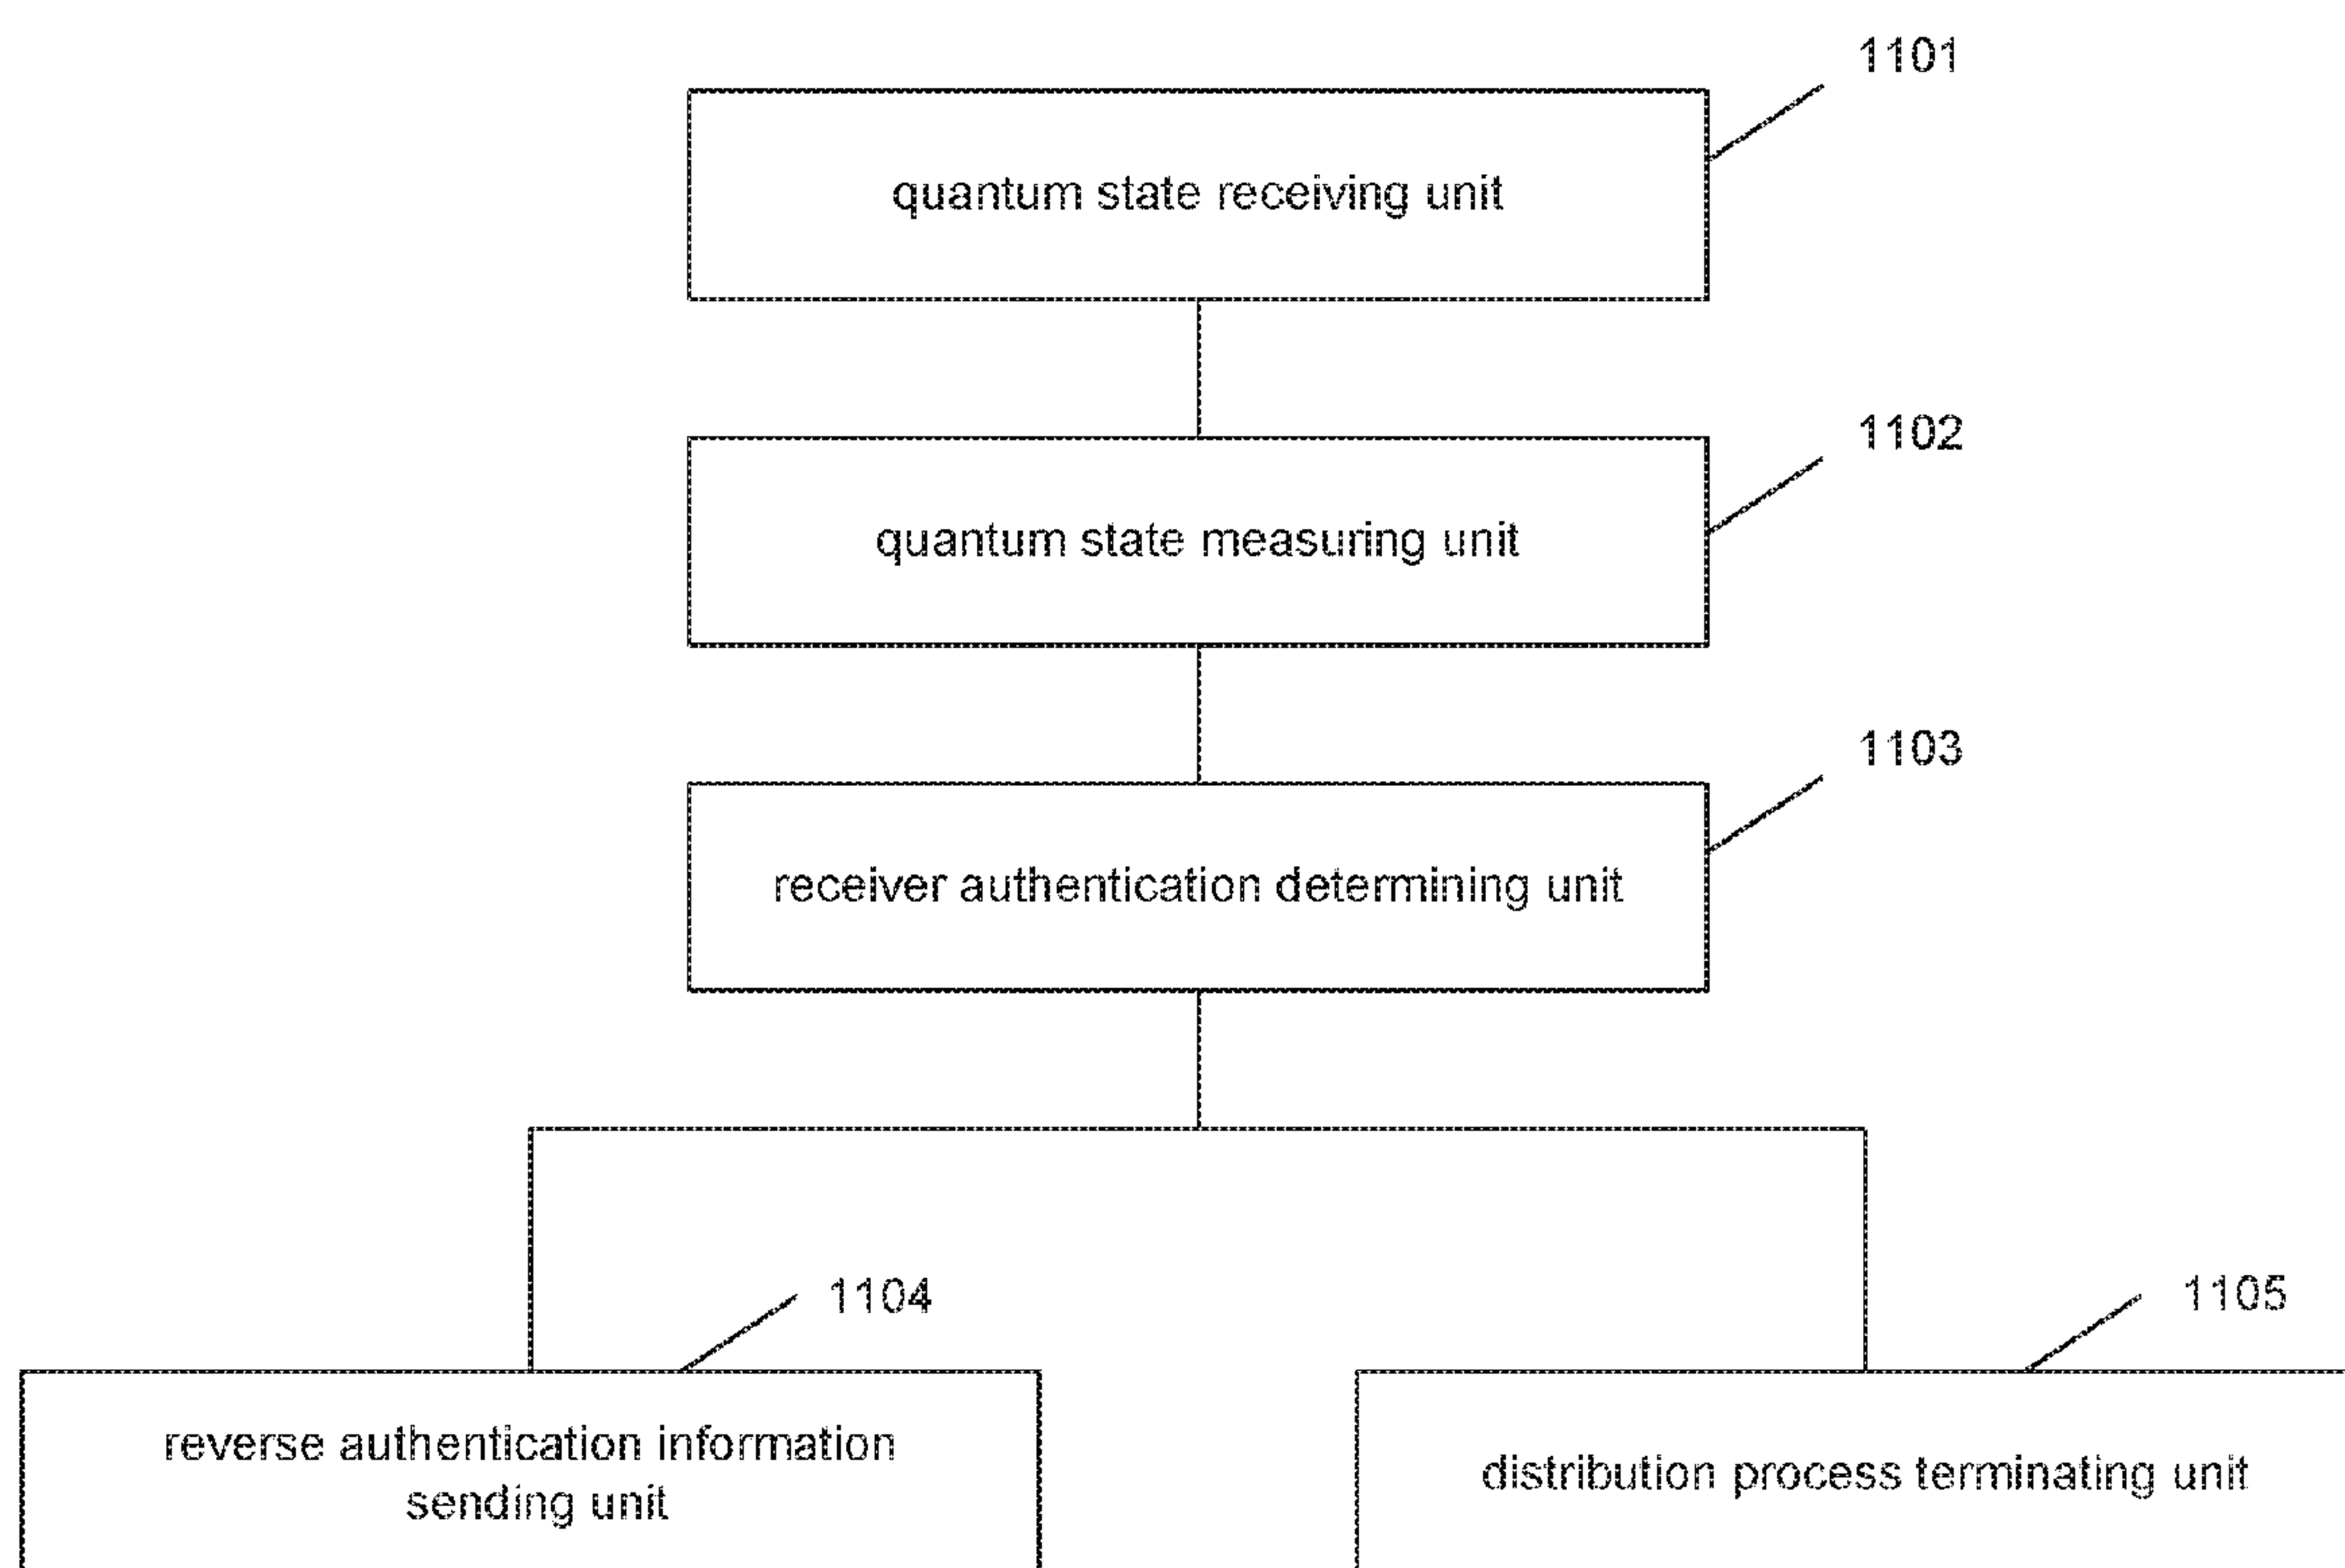 1101
quantum state receiving unit
1102
quantum state measuring unit
1103
receiver authentication determining unit
1104
1105
reverse authentication information
sending unit
distribution process terminating unit